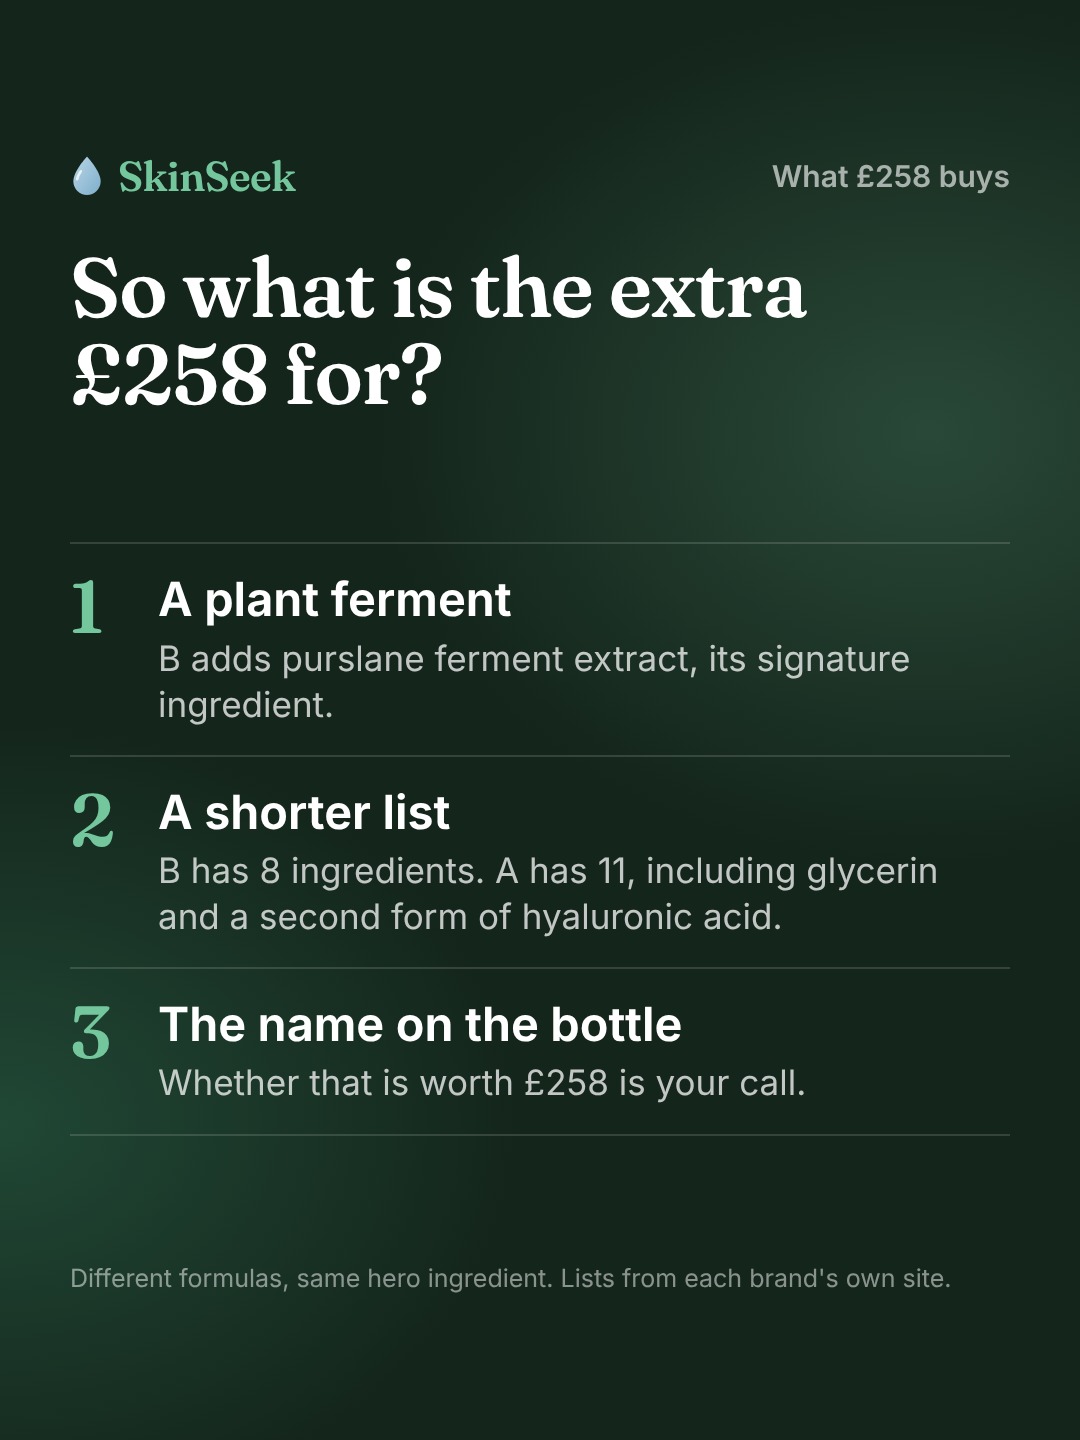 SkinSeek
What £258 buys
So what is the extra
£258 for?
1
A plant ferment
B adds purslane ferment extract, its signature
ingredient.
2
A shorter list
B has 8 ingredients. A has 11, including glycerin
and a second form of hyaluronic acid.
3
The name on the bottle
Whether that is worth £258 is your call.
Different formulas, same hero ingredient. Lists from each brand's own site.